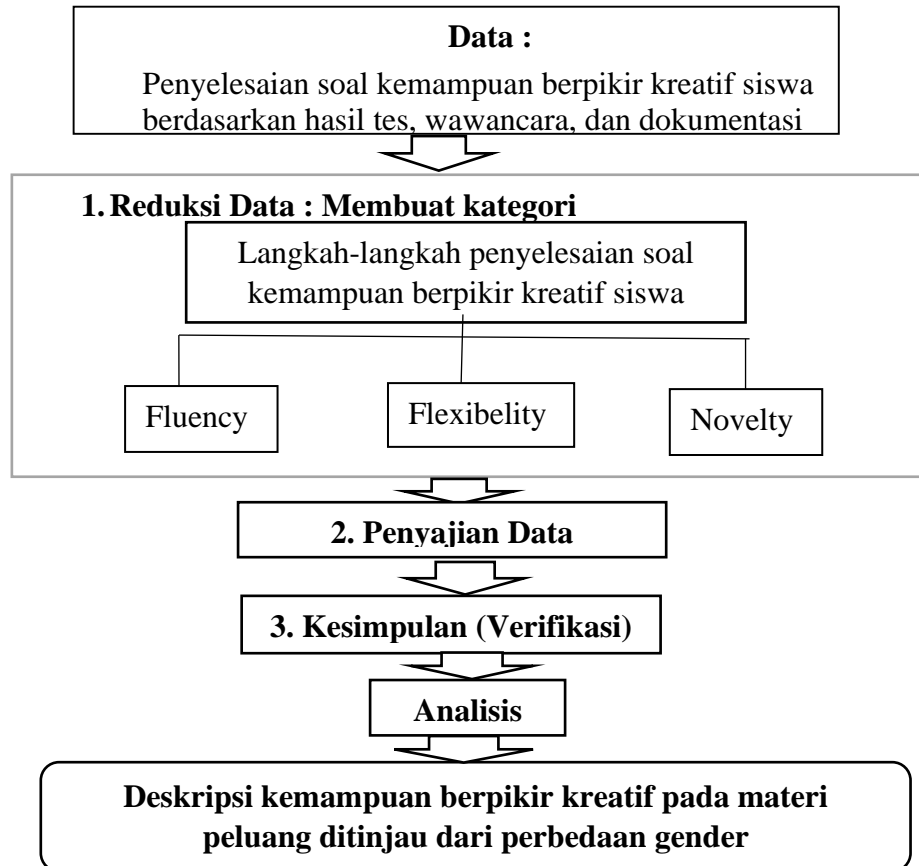 Data :
Penyelesaian soal kemampuan berpikir kreatif siswa
berdasarkan hasil tes, wawancara, dan dokumentasi
1. Reduksi Data : Membuat kategori
Langkah-langkah penyelesaian soal
kemampuan berpikir kreatif siswa
Fluency
Flexibelity
Novelty
2. Penyajian Data
3. Kesimpulan (Verifikasi)
Analisis
Deskripsi kemampuan berpikir kreatif pada materi
peluang ditinjau dari perbedaan gender